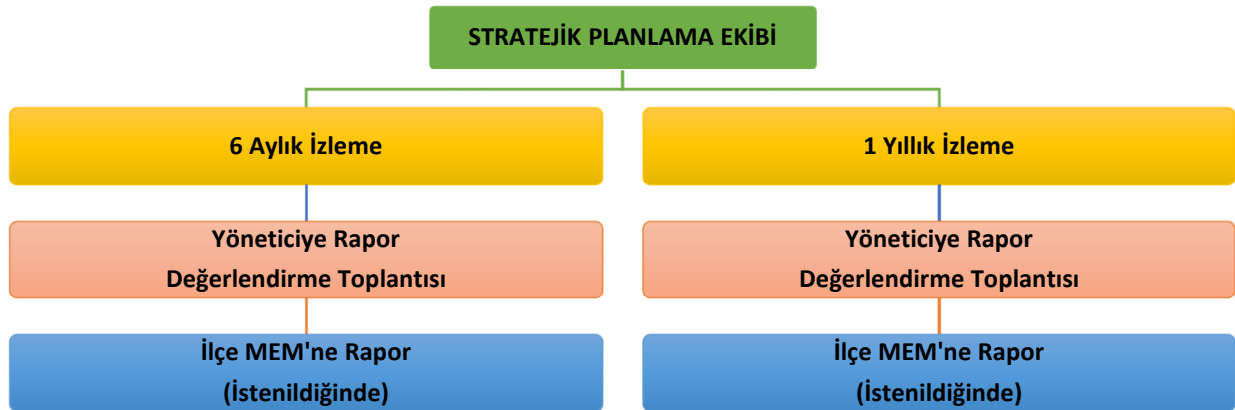 STRATEJİK PLANLAMA EKİBİ
6 Aylık İzleme
1 Yıllık İzleme
Yöneticiye Rapor
Değerlendirme Toplantısı
Yöneticiye Rapor
Değerlendirme Toplantısı
İlçe MEM'ne Rapor
(İstenildiğinde)
İlçe MEM'ne Rapor
(İstenildiğinde)